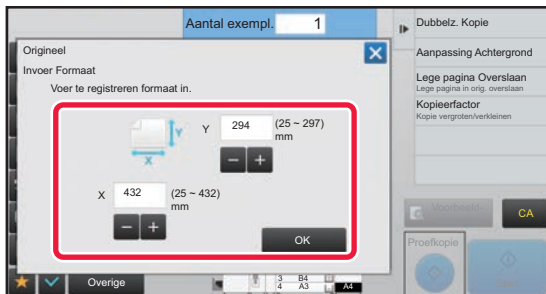 Aantal exempl. 1
Dubbelz. Kopie
Origineel
Aanpassing Achtergrond
Invoer Formaat
Lege pagina Overslaan
Lege pagina in orig. overslaan
Voer te registreren formaat in.
Kopieerfactor
Kopie vergroten/verkleinen
Y
Y 294 (25 ~ 297)
mm
X
X 432 (25 ~ 432)
mm
CA
OK
Proefkopie
Overige
3 B4
4 A3
A4